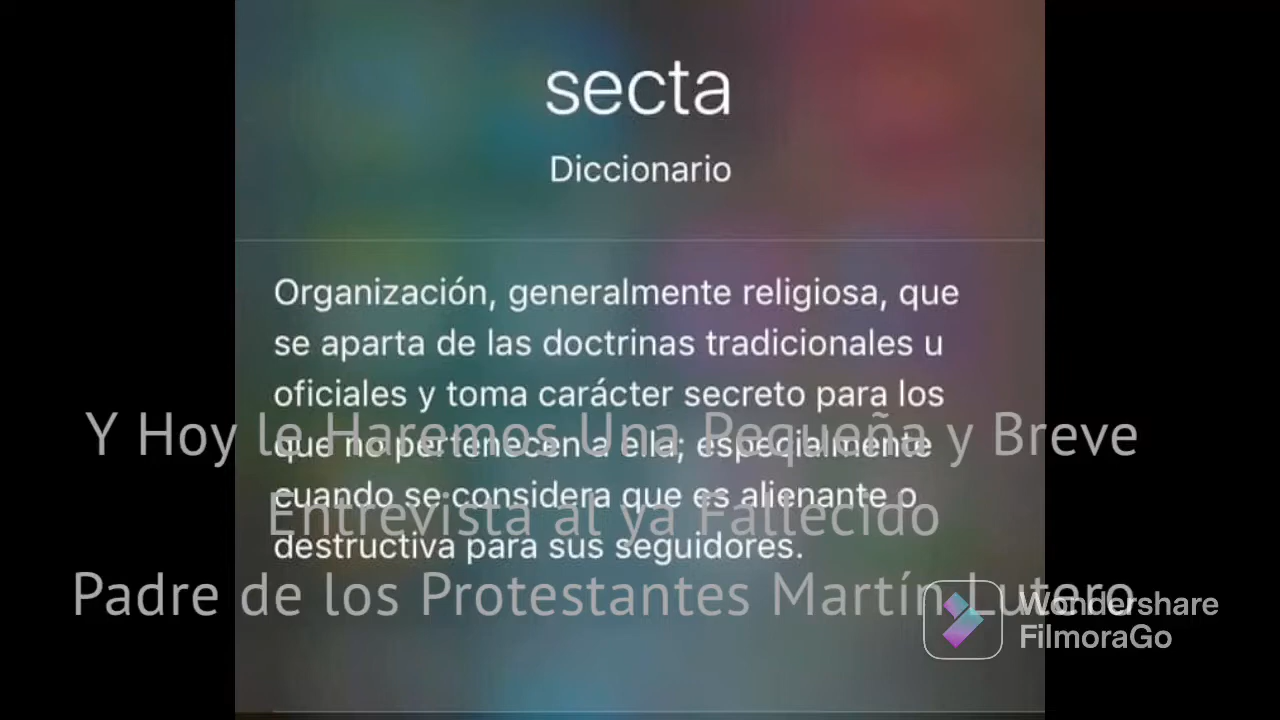 secta
Diccionario
Organización, generalmente religiosa, que
se aparta de las doctrinas tradicionales u
oficiales y toma carácter secreto para los
que no pertenecen a ella; especialmente
cuando se considera que es alienante o
destructiva para sus seguidores.
Y Hoy le Haremos Una Pequeña y Breve
Entrevista al ya Fallecido
Padre de los Protestantes Martín Lutero
Wondershare
FilmoraGo